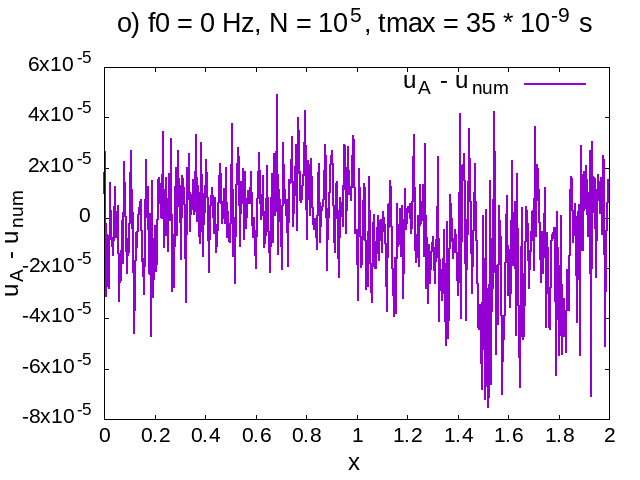 o) f0 = 0 Hz, N = 10^5, tmax = 35 * 10^-9 s
6x10^-5
u_A - u_num
4x10^-5
2x10^-5
0
-2x10^-5
-4x10^-5
-6x10^-5
-8x10^-5
u_A - u_num
0 0.2 0.4 0.6 0.8 1 1.2 1.4 1.6 1.8 2
x